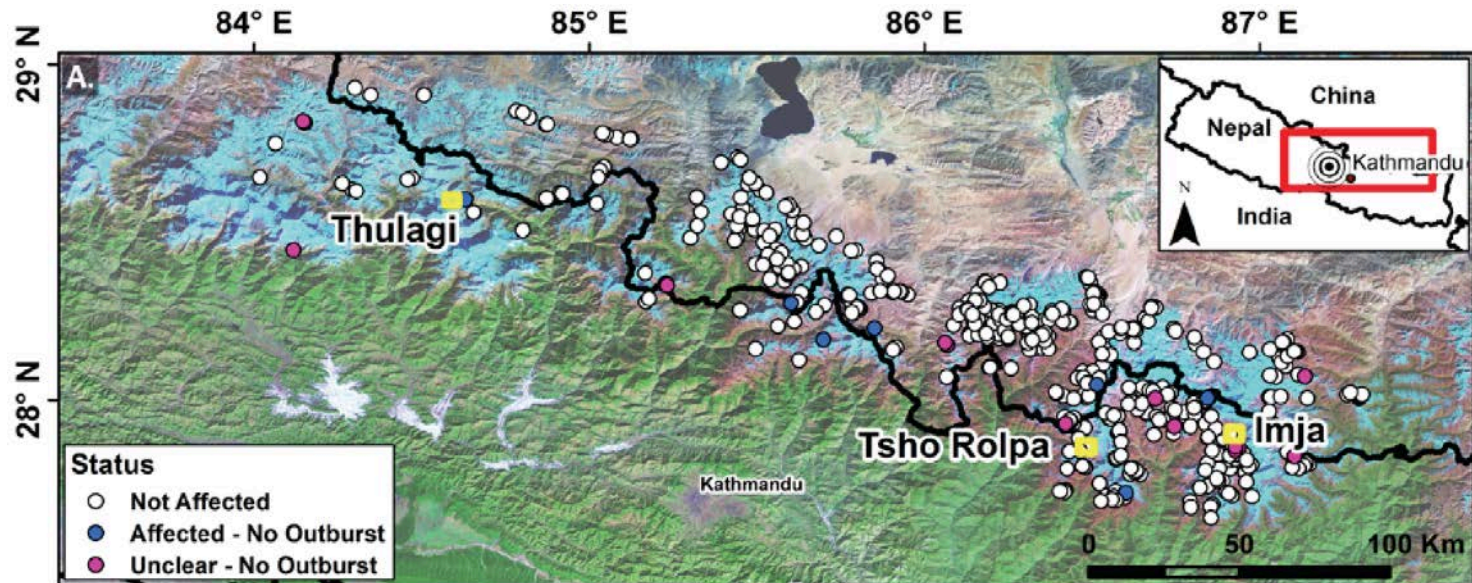 84° E 85° E 86° E 87° E
29° N
28° N
A.
China
Nepal
Kathmandu
N
India
Thulagi
Tsho Rolpa
Imja
Kathmandu
Status
Not Affected
Affected - No Outburst
Unclear - No Outburst
0 50 100 Km